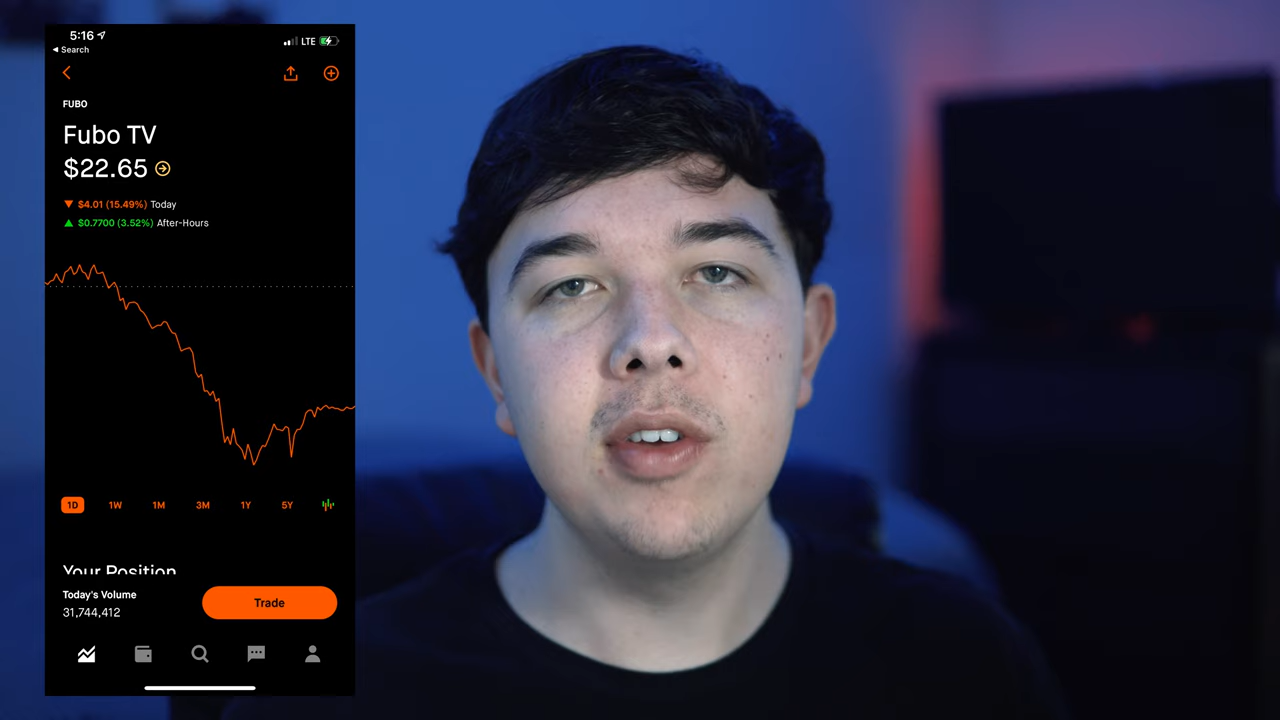 5:16
LTE
◀ Search
FUBO
Fubo TV
$22.65
▼ $4.01 (15.49%) Today
▲ $0.7700 (3.52%) After-Hours
1D 1W 1M 3M 1Y 5Y
Your Position
Today's Volume
31,744,412
Trade